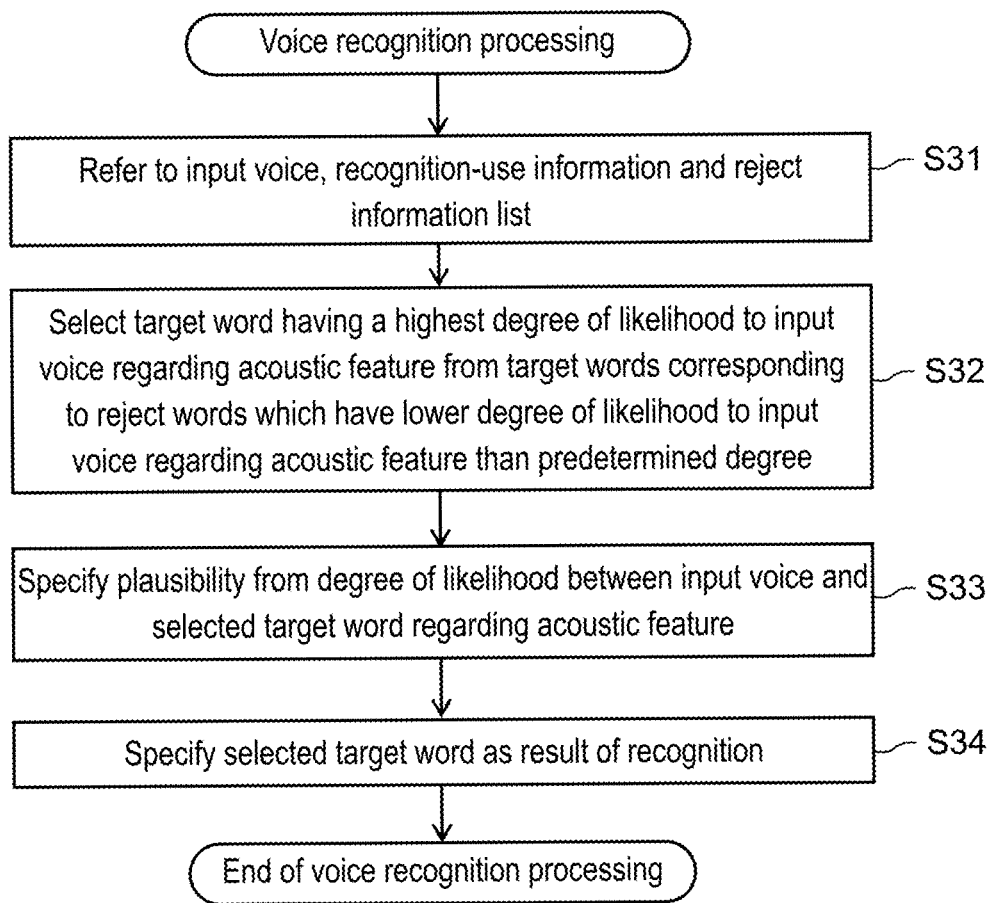 Voice recognition processing
Refer to input voice, recognition-use information and reject
information list
S31
Select target word having a highest degree of likelihood to input
voice regarding acoustic feature from target words corresponding
to reject words which have lower degree of likelihood to input
voice regarding acoustic feature than predetermined degree
S32
Specify plausibility from degree of likelihood between input voice and
selected target word regarding acoustic feature
S33
Specify selected target word as result of recognition
S34
End of voice recognition processing